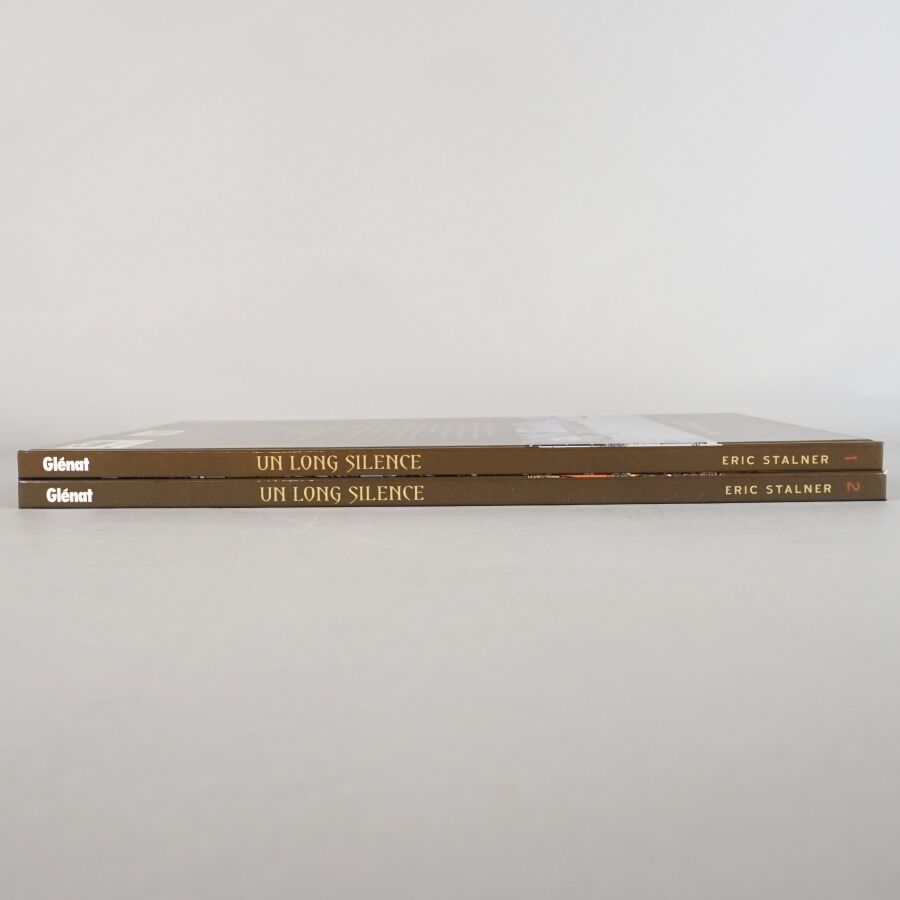 Glénat UN LONG SILENCE ERIC STALNER 1
Glénat UN LONG SILENCE ERIC STALNER 2